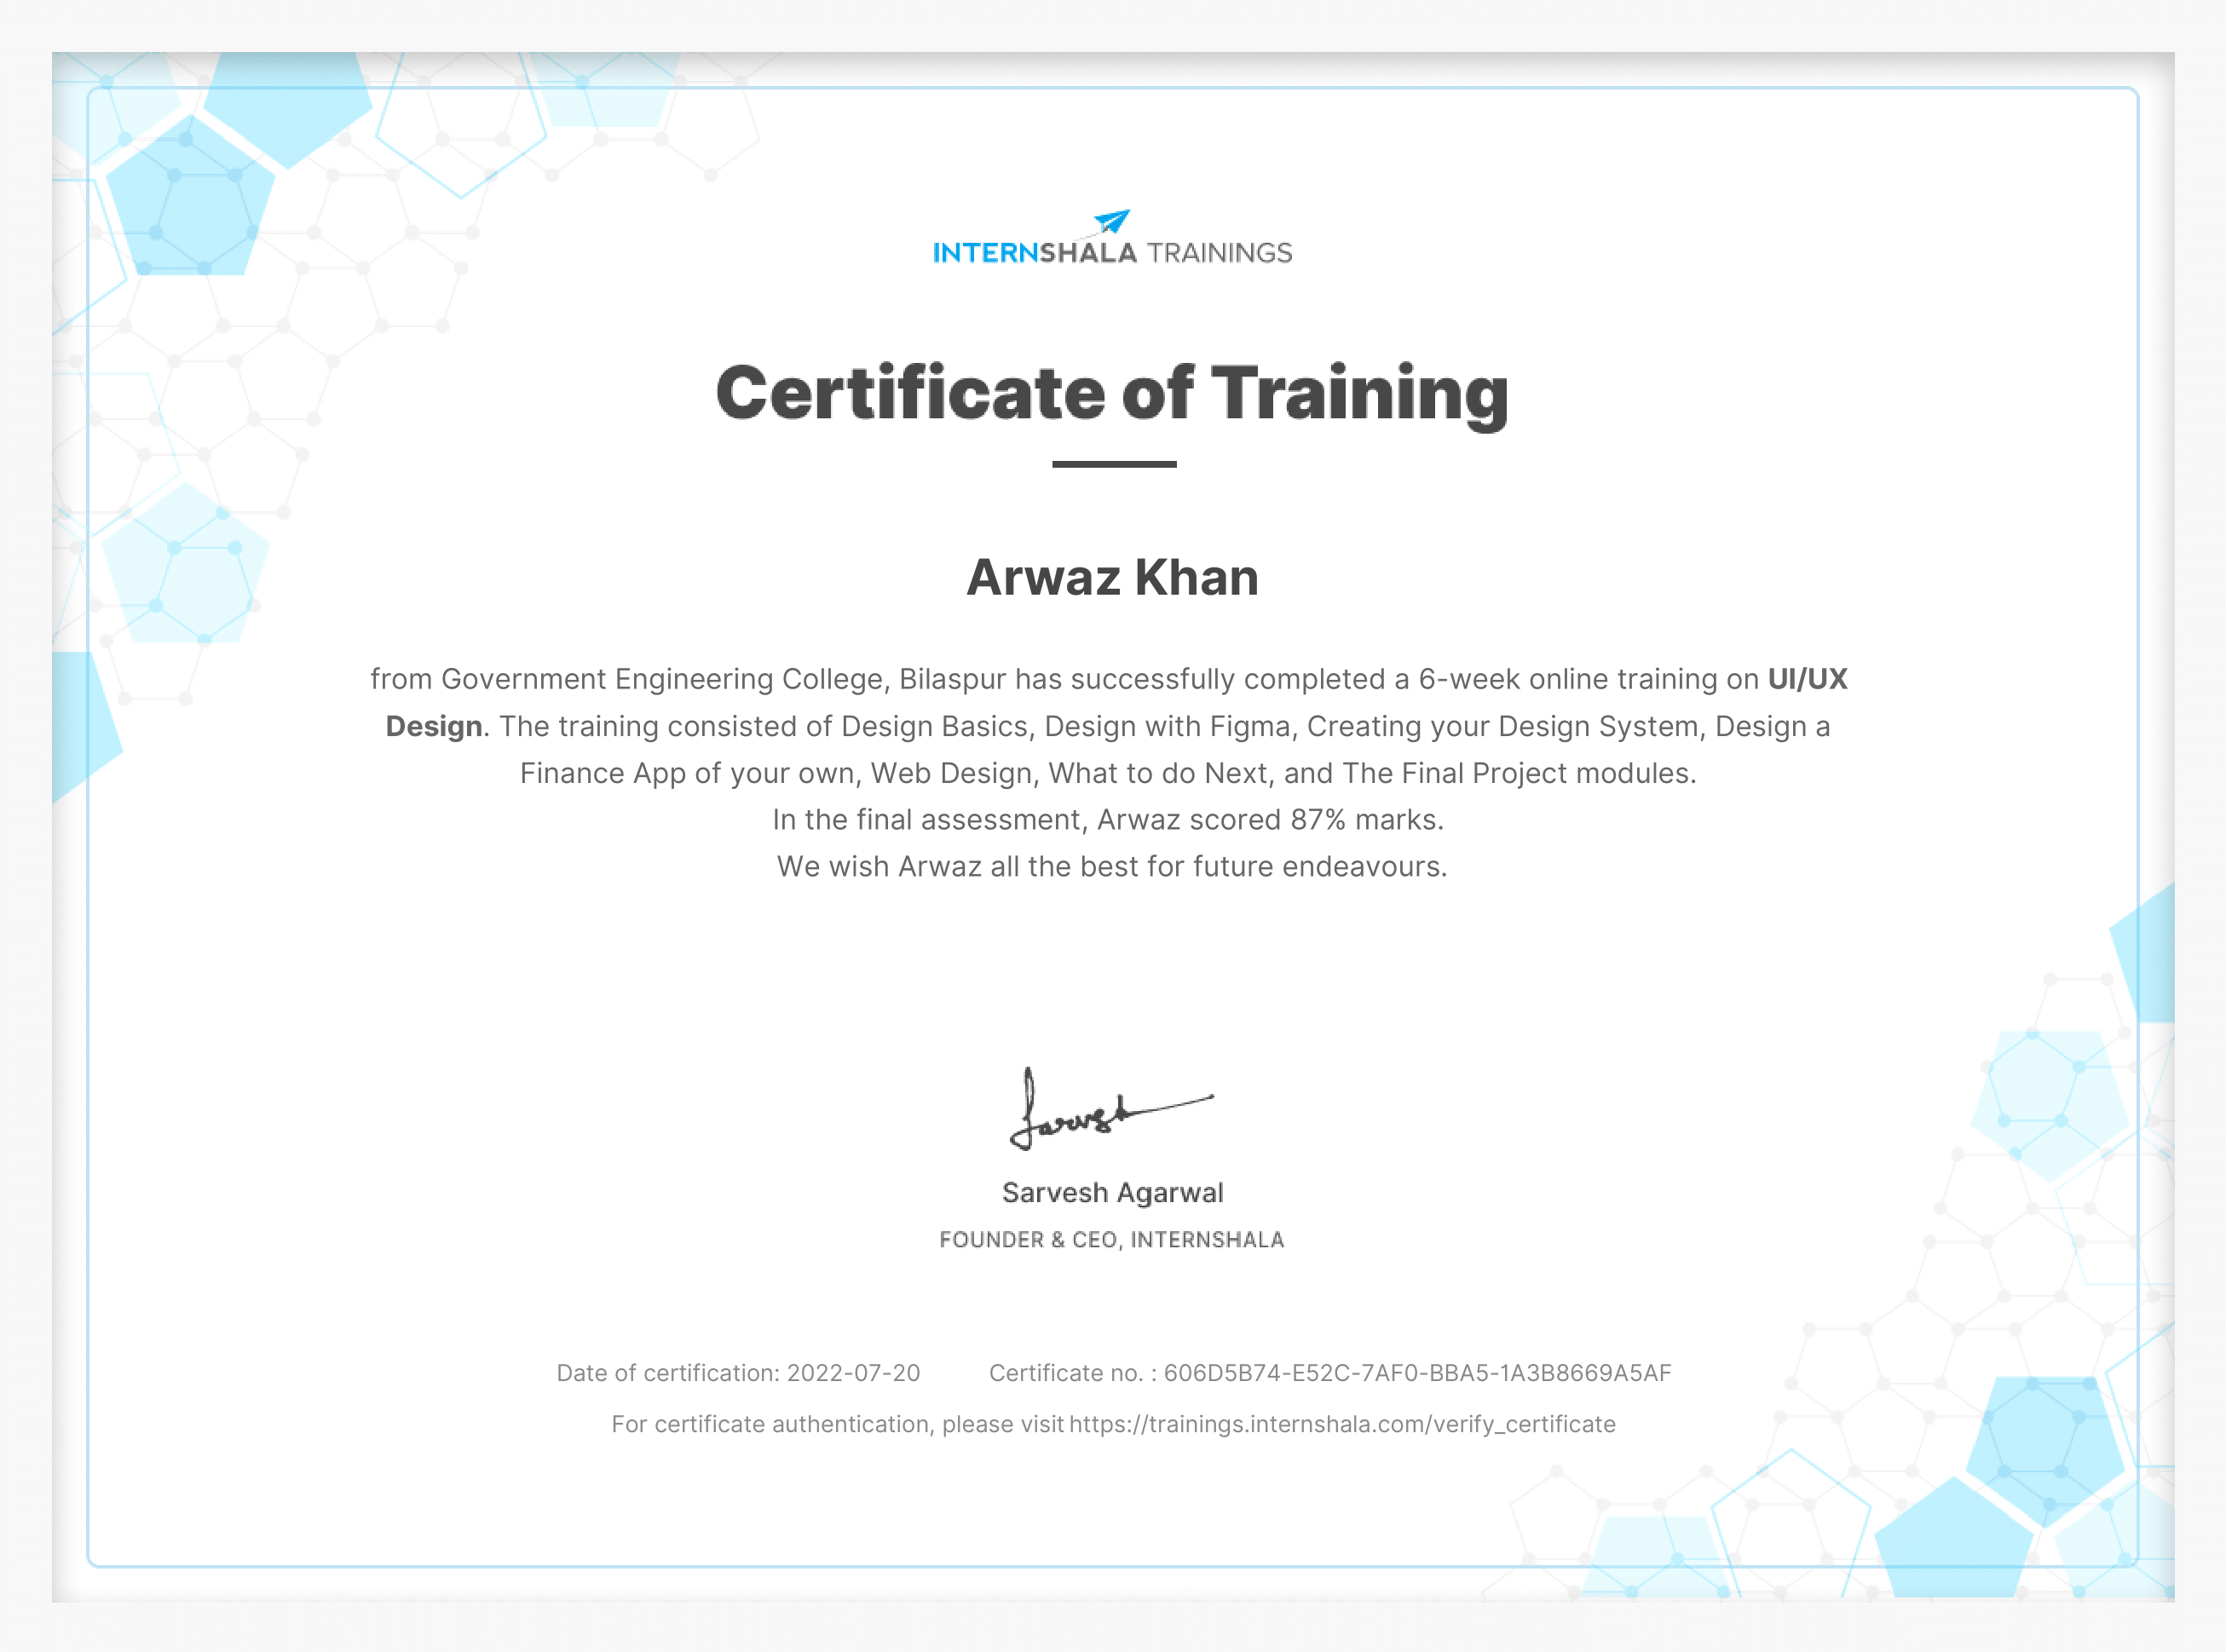 INTERNSHALA TRAININGS
Certificate of Training
Arwaz Khan
from Government Engineering College, Bilaspur has successfully completed a 6-week online training on UI/UX
Design. The training consisted of Design Basics, Design with Figma, Creating your Design System, Design a
Finance App of your own, Web Design, What to do Next, and The Final Project modules.
In the final assessment, Arwaz scored 87% marks.
We wish Arwaz all the best for future endeavours.
Sarvesh
Sarvesh Agarwal
FOUNDER & CEO, INTERNSHALA
Date of certification: 2022-07-20 Certificate no. : 606D5B74-E52C-7AF0-BBA5-1A3B8669A5AF
For certificate authentication, please visit https://trainings.internshala.com/verify_certificate